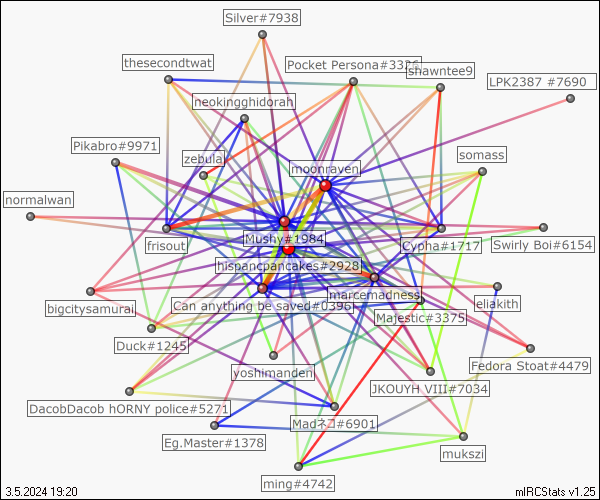 Silver#7938
thesecondtwat
Pocket Persona#3326
shawntee9
LPK2387 #7690
neokingghidorah
Pikabro#9971
zebulal
somass
moonraven
normalwan
frisout
Mushy#1984
Cypha#1717
Swirly Boi#6154
hispancpancakes#2928
marcemadness
bigcitysamurai
Can anything be saved#0396
eliakith
Majestic#3375
Duck#1245
Fedora Stoat#4479
yoshimanden
JKOUYH VIII#7034
DacobDacob hORNY police#5271
Madネコ#6901
Eg.Master#1378
mukszi
ming#4742
3.5.2024 19:20
mIRCStats v1.25